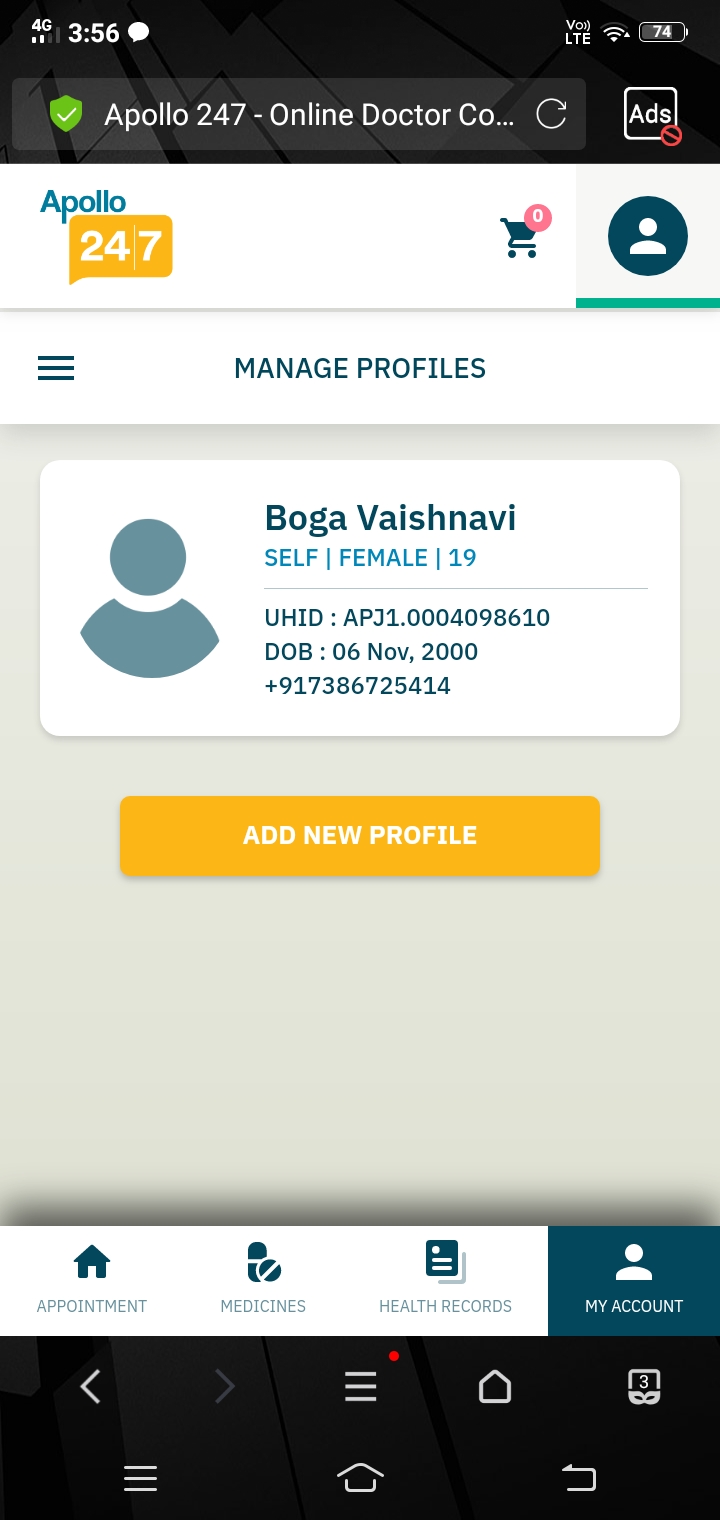 4G 3:56 Vo)) LTE 74
Apollo 247 - Online Doctor Co... Ads
Apollo
24|7
0
MANAGE PROFILES
Boga Vaishnavi
SELF | FEMALE | 19
UHID : APJ1.0004098610
DOB : 06 Nov, 2000
+917386725414
ADD NEW PROFILE
APPOINTMENT MEDICINES HEALTH RECORDS MY ACCOUNT
3